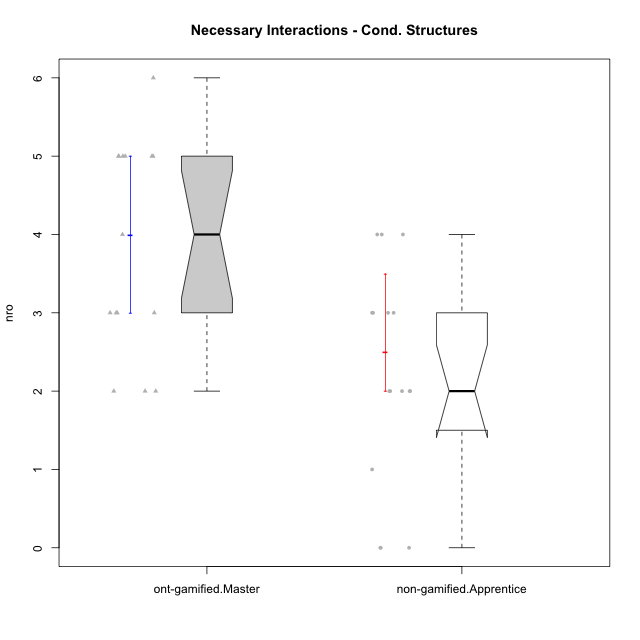 Necessary Interactions - Cond. Structures
6
5
4
3
2
1
0
nro
ont-gamified.Master
non-gamified.Apprentice